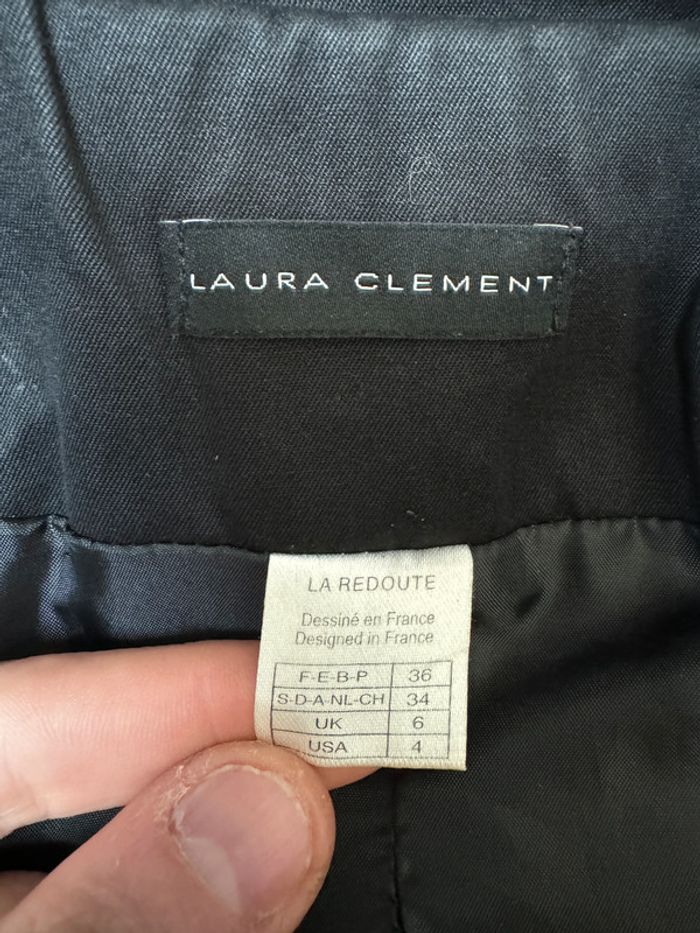 LAURA CLEMENT
LA REDOUTE
Dessiné en France
Designed in France
F-E-B-P 36
S-D-A-NL-CH 34
UK 6
USA 4